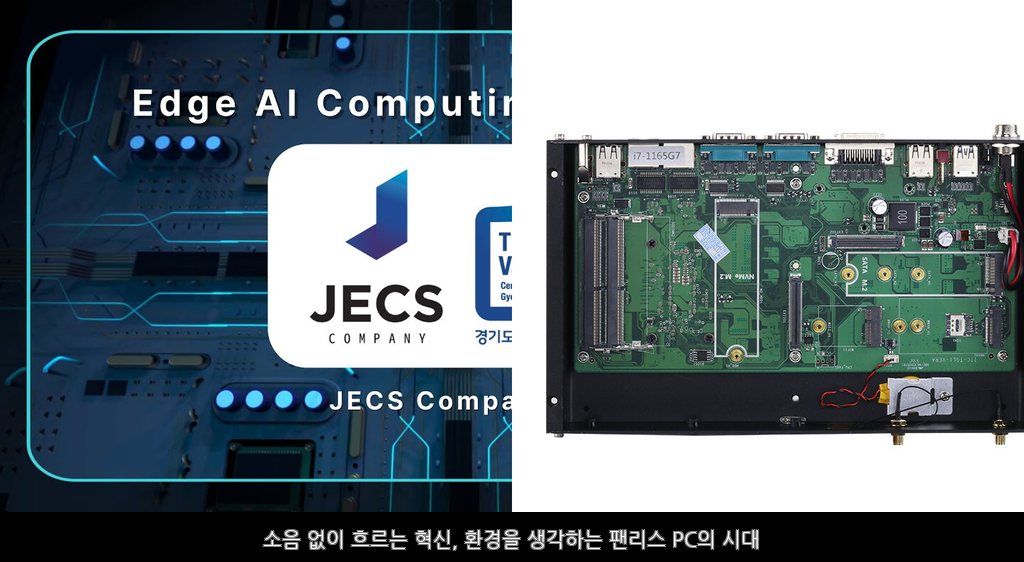 Edge AI Computin
JECS
COMPANY
T
V
Cer
Gye
경기도
JECS Compa
i7-1165G7
100
NVMe M.2
SATA M.2
소음 없이 흐르는 혁신, 환경을 생각하는 팬리스 PC의 시대